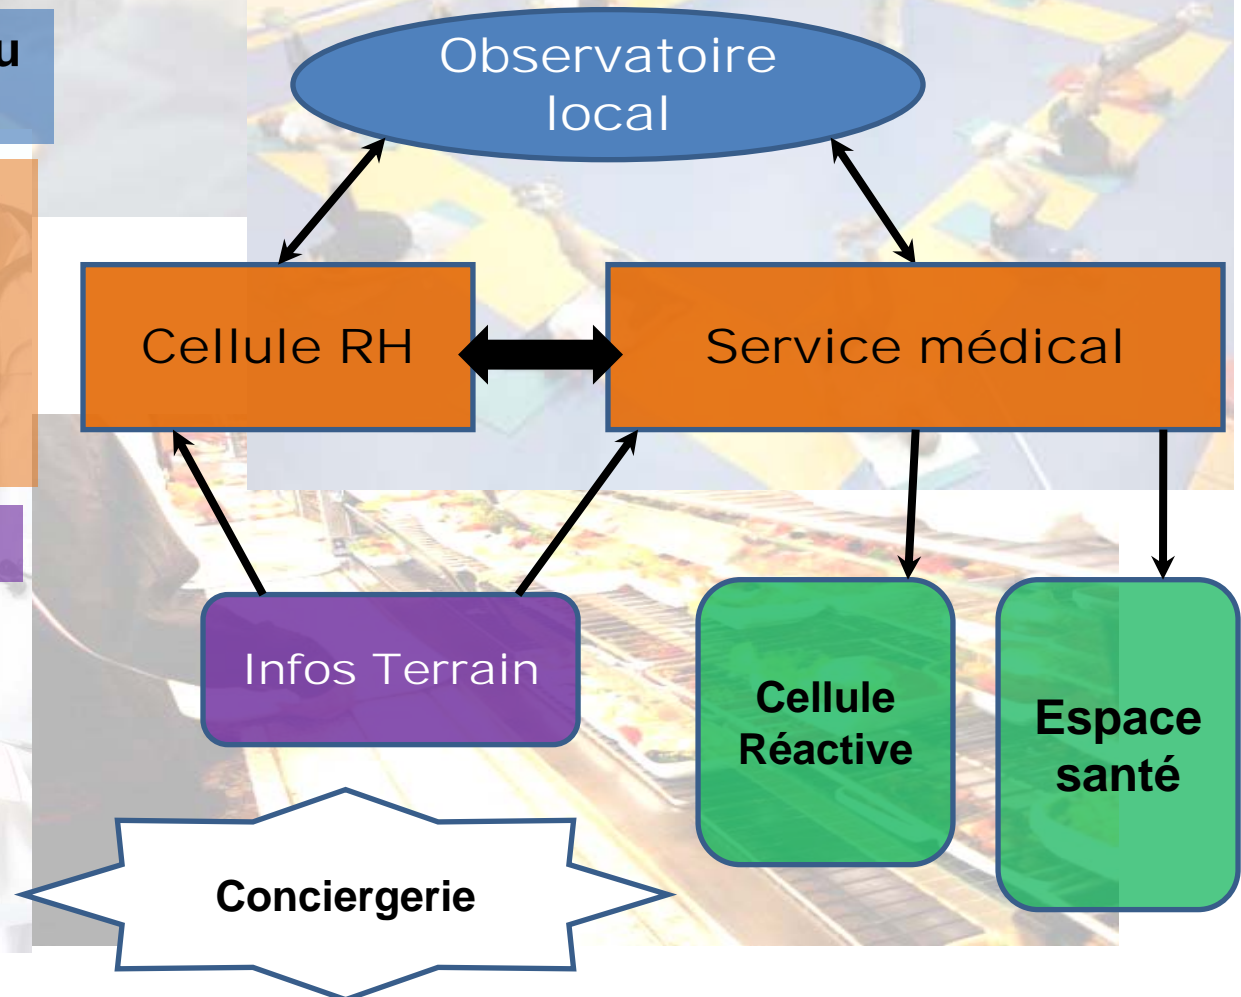 u
Observatoire
local
Cellule RH
Service médical
Infos Terrain
Cellule
Réactive
Espace
santé
Conciergerie